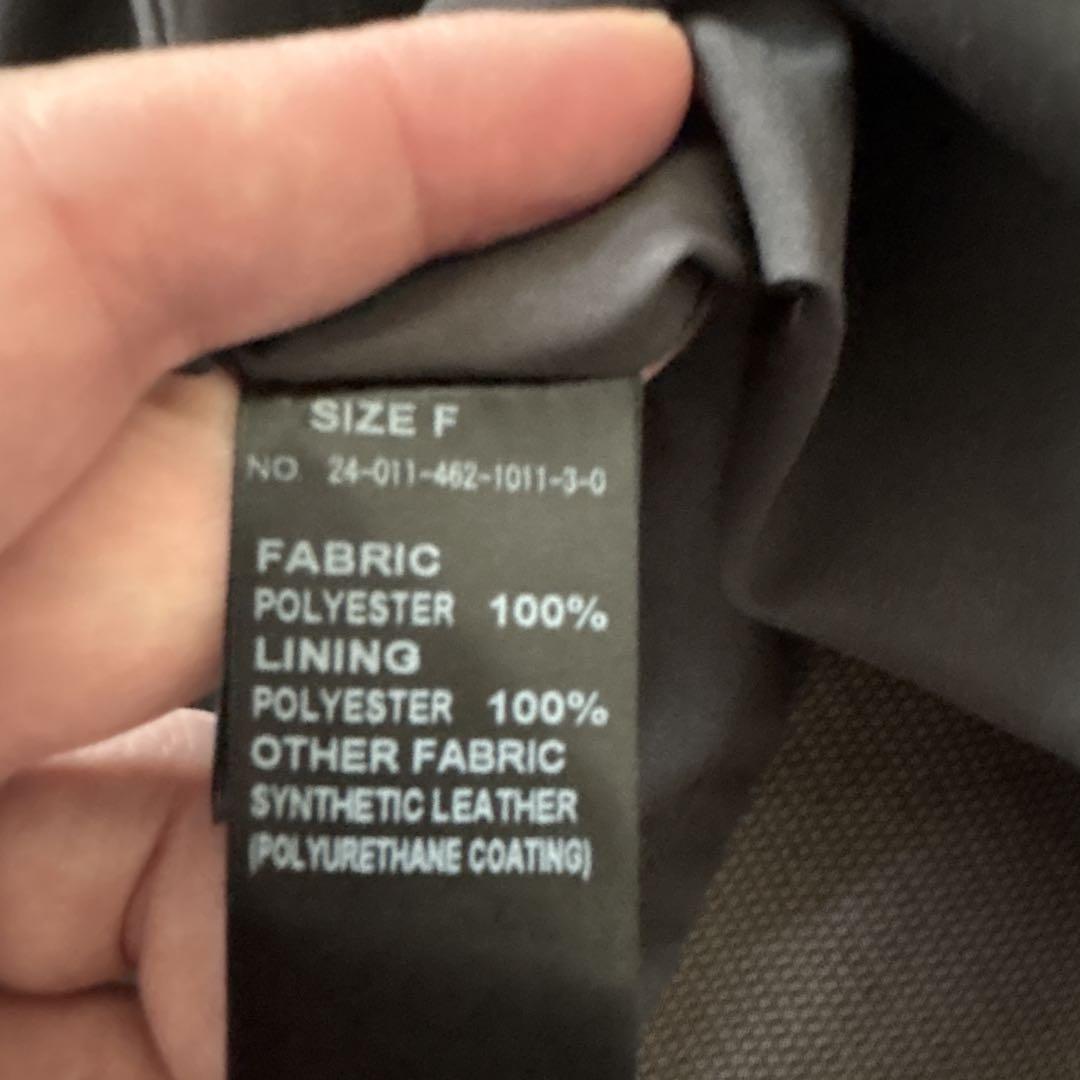 SIZE F
NO. 24-011-462-1011-3-0
FABRIC
POLYESTER 100%
LINING
POLYESTER 100%
OTHER FABRIC
SYNTHETIC LEATHER
(POLYURETHANE COATING)